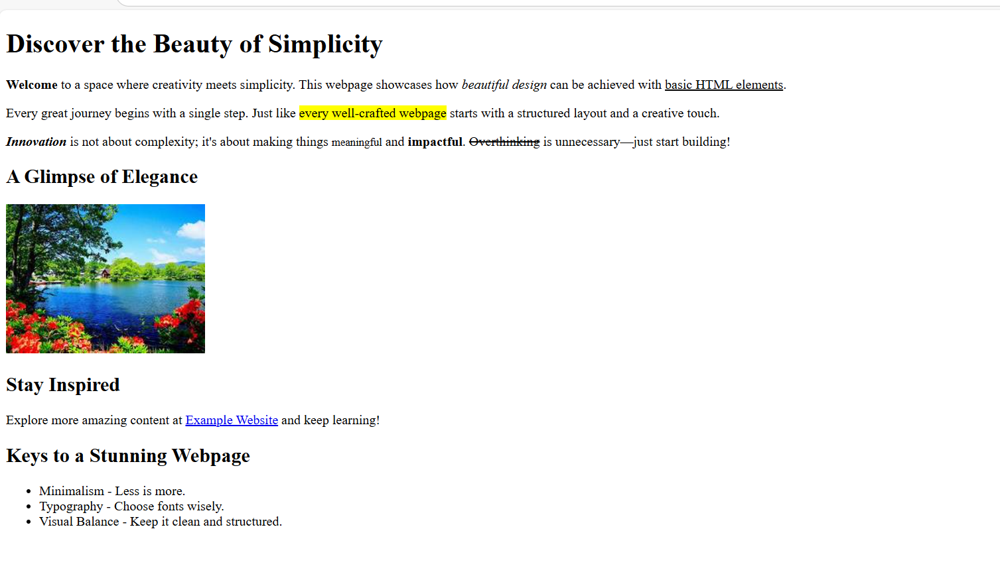 Discover the Beauty of Simplicity
Welcome to a space where creativity meets simplicity. This webpage showcases how beautiful design can be achieved with basic HTML elements.
Every great journey begins with a single step. Just like every well-crafted webpage starts with a structured layout and a creative touch.
Innovation is not about complexity; it's about making things meaningful and impactful. Overthinking is unnecessary—just start building!
A Glimpse of Elegance
Stay Inspired
Explore more amazing content at Example Website and keep learning!
Keys to a Stunning Webpage
• Minimalism - Less is more.
• Typography - Choose fonts wisely.
• Visual Balance - Keep it clean and structured.